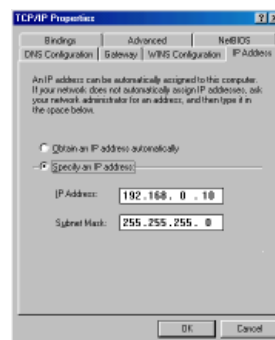 TCP/IP Properties
Bindings Advanced NetBIOS
DNS Configuration Gateway WINS Configuration IP Address
An IP address can be automatically assigned to this computer.
If your network does not automatically assign IP addresses, ask
your network administrator for an address, and then type it in
the space below.
Obtain an IP address automatically
Specify an IP address:
IP Address: 192.168. 0 .10
Subnet Mask: 255.255.255. 0
OK Cancel